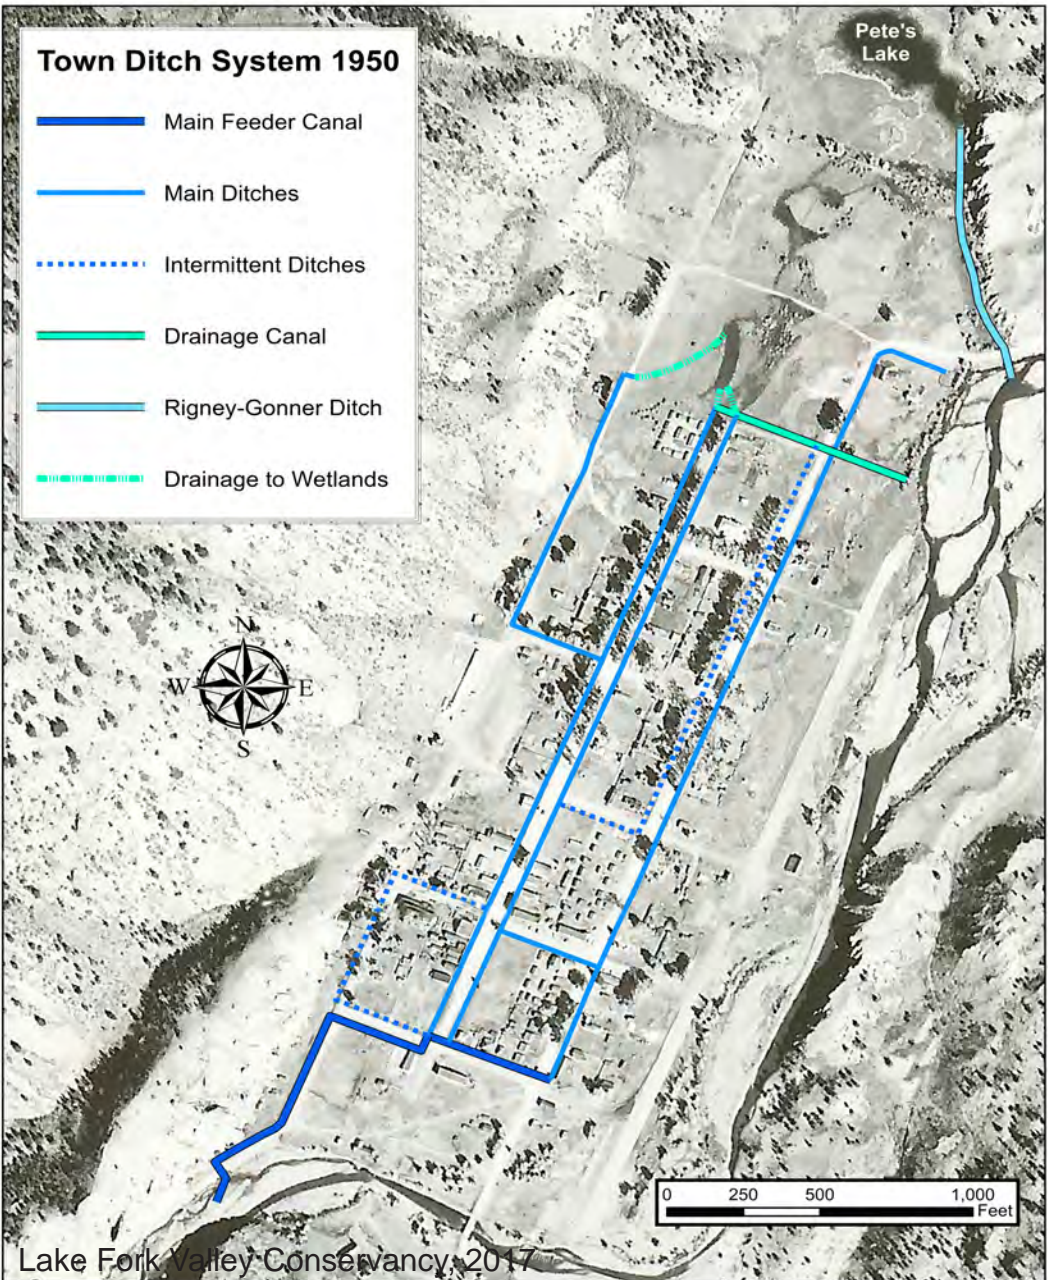 Pete's
Lake
Town Ditch System 1950
Main Feeder Canal
Main Ditches
Intermittent Ditches
Drainage Canal
Rigney-Gonner Ditch
Drainage to Wetlands
N
W
E
S
0 250 500 1,000
Feet
Lake Fork Valley Conservancy, 2017